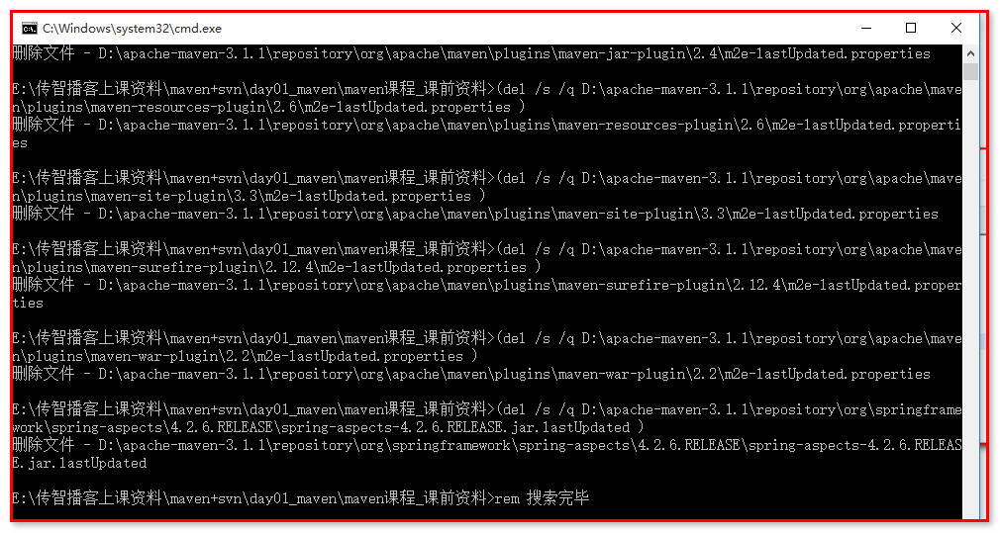 C:\Windows\system32\cmd.exe
删除文件 - D:\apache-maven-3.1.1\repository\org\apache\maven\plugins\maven-jar-plugin\2.4\m2e-lastUpdated.properties
E:\传智播客上课资料\maven+svn\day01_maven\maven课程_课前资料>(del /s /q D:\apache-maven-3.1.1\repository\org\apache\mave
n\plugins\maven-resources-plugin\2.6\m2e-lastUpdated.properties )
删除文件 - D:\apache-maven-3.1.1\repository\org\apache\maven\plugins\maven-resources-plugin\2.6\m2e-lastUpdated.properti
es
E:\传智播客上课资料\maven+svn\day01_maven\maven课程_课前资料>(del /s /q D:\apache-maven-3.1.1\repository\org\apache\mave
n\plugins\maven-site-plugin\3.3\m2e-lastUpdated.properties )
删除文件 - D:\apache-maven-3.1.1\repository\org\apache\maven\plugins\maven-site-plugin\3.3\m2e-lastUpdated.properties
E:\传智播客上课资料\maven+svn\day01_maven\maven课程_课前资料>(del /s /q D:\apache-maven-3.1.1\repository\org\apache\mave
n\plugins\maven-surefire-plugin\2.12.4\m2e-lastUpdated.properties )
删除文件 - D:\apache-maven-3.1.1\repository\org\apache\maven\plugins\maven-surefire-plugin\2.12.4\m2e-lastUpdated.proper
ties
E:\传智播客上课资料\maven+svn\day01_maven\maven课程_课前资料>(del /s /q D:\apache-maven-3.1.1\repository\org\apache\mave
n\plugins\maven-war-plugin\2.2\m2e-lastUpdated.properties )
删除文件 - D:\apache-maven-3.1.1\repository\org\apache\maven\plugins\maven-war-plugin\2.2\m2e-lastUpdated.properties
E:\传智播客上课资料\maven+svn\day01_maven\maven课程_课前资料>(del /s /q D:\apache-maven-3.1.1\repository\org\springframe
work\spring-aspects\4.2.6.RELEASE\spring-aspects-4.2.6.RELEASE.jar.lastUpdated )
删除文件 - D:\apache-maven-3.1.1\repository\org\springframework\spring-aspects\4.2.6.RELEASE\spring-aspects-4.2.6.RELEAS
E.jar.lastUpdated
E:\传智播客上课资料\maven+svn\day01_maven\maven课程_课前资料>rem 搜索完毕